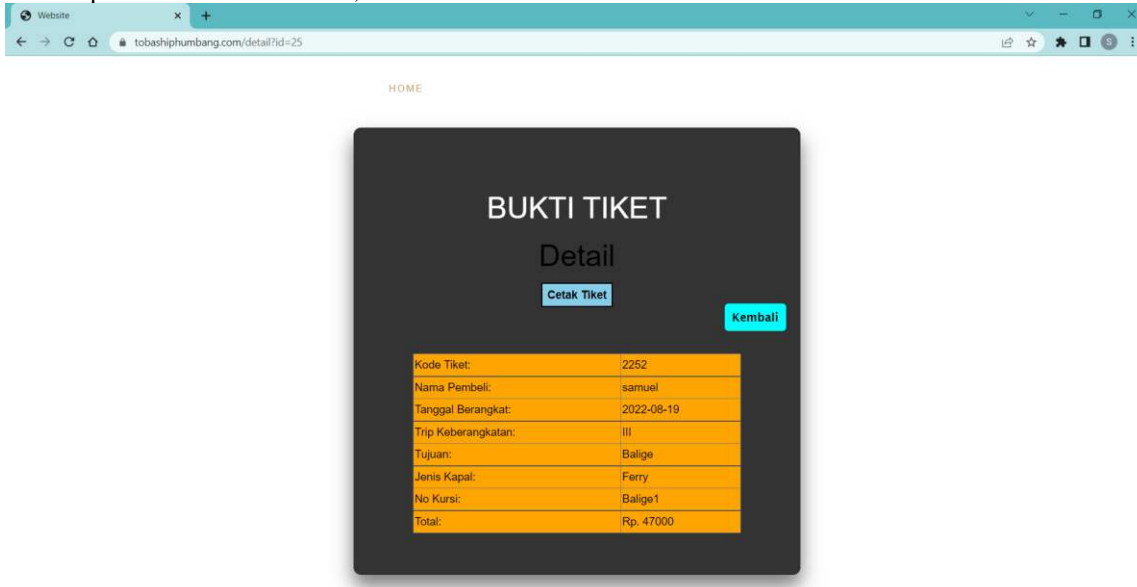 Website
tobashiphumbang.com/detail?id=25
S
HOME
BUKTI TIKET
Detail
Cetak Tiket
Kembali
Kode Tiket: 2252
Nama Pembeli: samuel
Tanggal Berangkat: 2022-08-19
Trip Keberangkatan: III
Tujuan: Balige
Jenis Kapal: Ferry
No Kursi: Balige1
Total: Rp. 47000